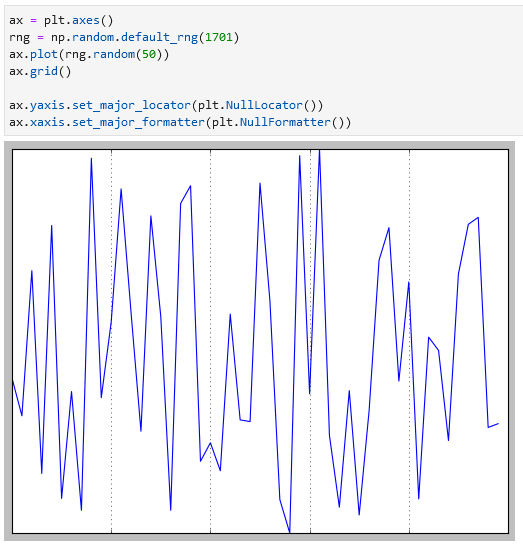 ax = plt.axes()
rng = np.random.default_rng(1701)
ax.plot(rng.random(50))
ax.grid()
ax.yaxis.set_major_locator(plt.NullLocator())
ax.xaxis.set_major_formatter(plt.NullFormatter())